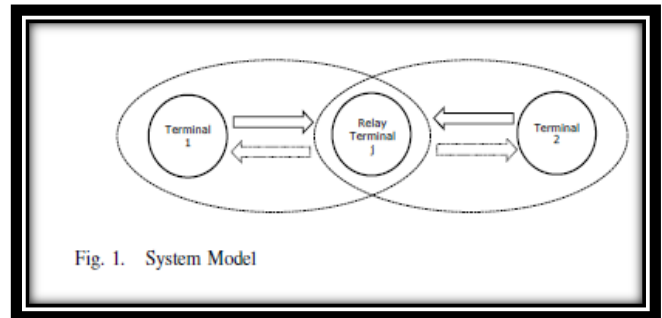 Terminal
1
Relay
Terminal
j
Terminal
2
Fig. 1. System Model